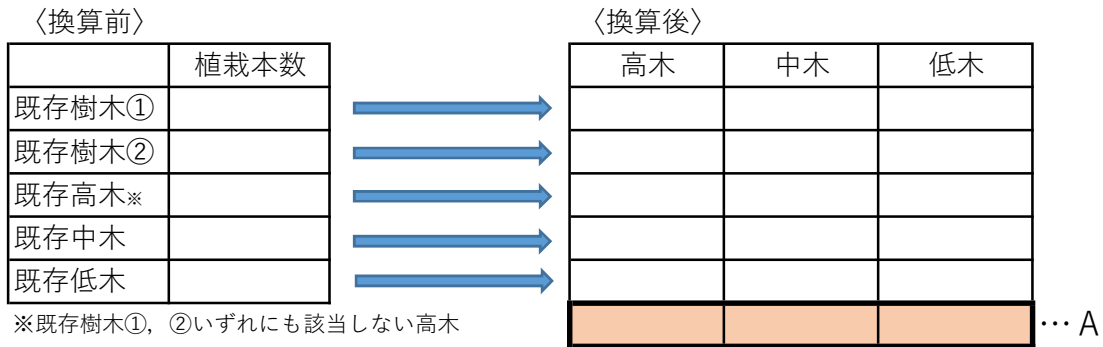 〈換算前〉
〈換算後〉
植栽本数
高木 中木 低木
既存樹木①
既存樹木②
既存高木※
既存中木
既存低木
※既存樹木①，②いずれにも該当しない高木
… A